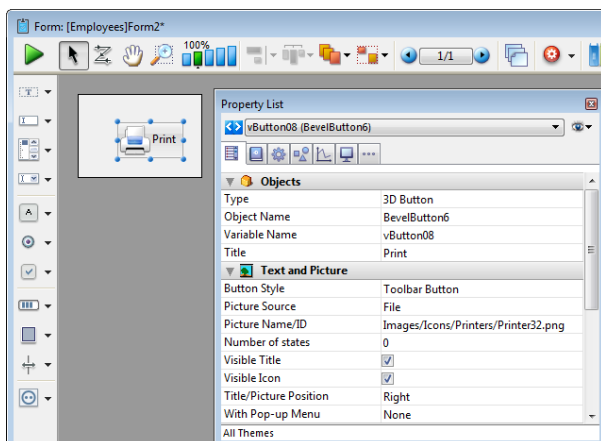 Form: [Employees]Form2*
100%
1/1
Print
Property List
vButton08 (BevelButton6)
Objects
Type 3D Button
Object Name BevelButton6
Variable Name vButton08
Title Print
Text and Picture
Button Style Toolbar Button
Picture Source File
Picture Name/ID Images/Icons/Printers/Printer32.png
Number of states 0
Visible Title
Visible Icon
Title/Picture Position Right
With Pop-up Menu None
All Themes